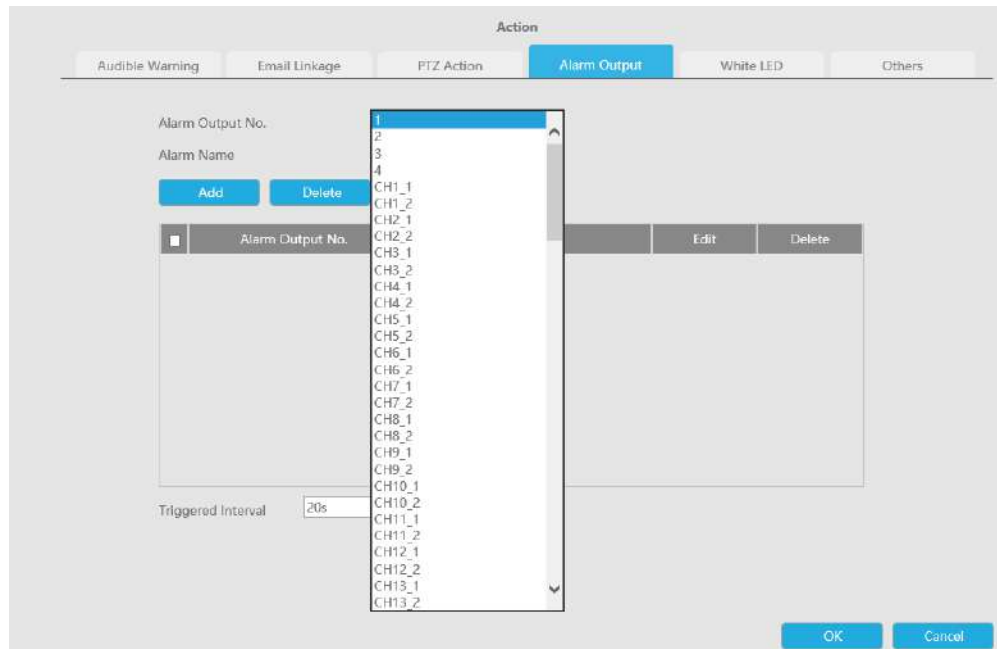 Action
Audible Warning Email Linkage PTZ Action Alarm Output White LED Others
Alarm Output No.
Alarm Name
Add Delete
Alarm Output No. Edit Delete
Triggered Interval 20s
1
2
3
4
CH1_1
CH1_2
CH2_1
CH2_2
CH3_1
CH3_2
CH4_1
CH4_2
CH5_1
CH5_2
CH6_1
CH6_2
CH7_1
CH7_2
CH8_1
CH8_2
CH9_1
CH9_2
CH10_1
CH10_2
CH11_1
CH11_2
CH12_1
CH12_2
CH13_1
CH13_2
OK Cancel